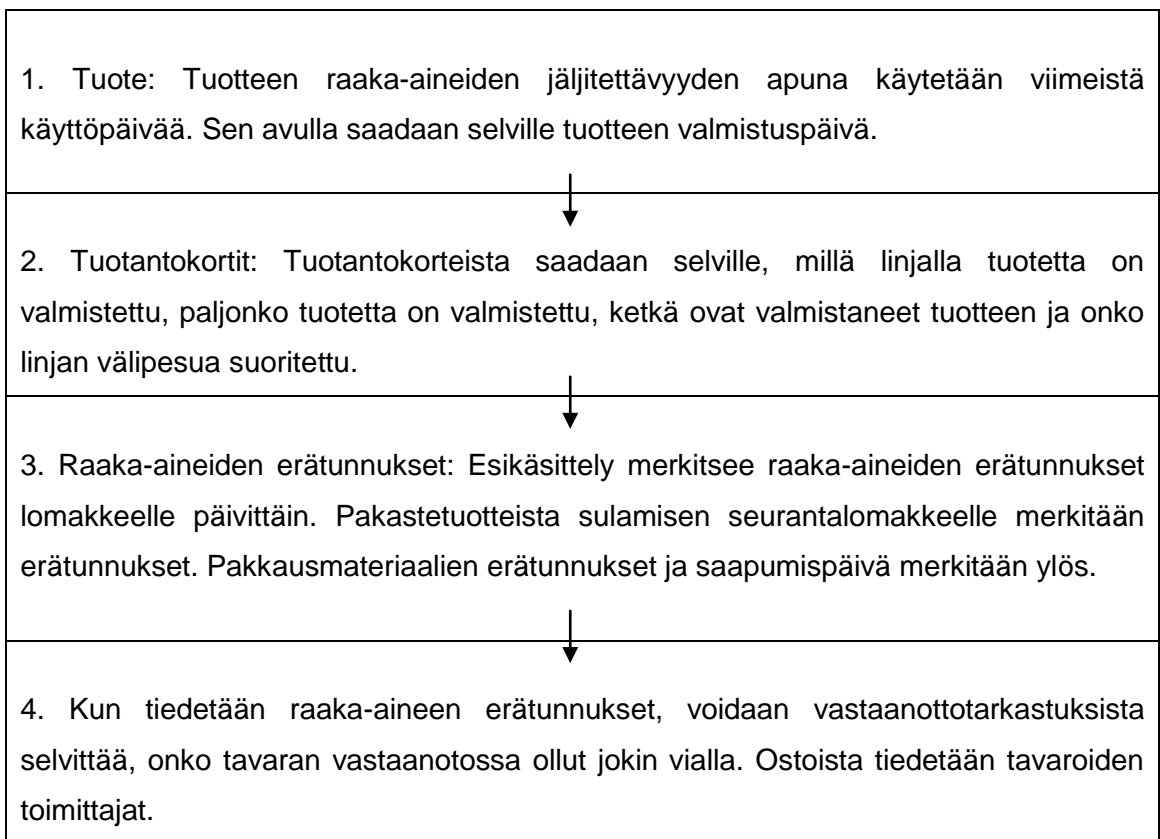 1. Tuote: Tuotteen raaka-aineiden jäljitettävyyden apuna käytetään viimeistä
käyttöpäivää. Sen avulla saadaan selville tuotteen valmistuspäivä.
2. Tuotantokortit: Tuotantokorteista saadaan selville, millä linjalla tuotetta on
valmistettu, paljonko tuotetta on valmistettu, ketkä ovat valmistaneet tuotteen ja onko
linjan välipesua suoritettu.
3. Raaka-aineiden erätunnukset: Esikäsittely merkitsee raaka-aineiden erätunnukset
lomakkeelle päivittäin. Pakastetuotteista sulamisen seurantalomakkeelle merkitään
erätunnukset. Pakkausmateriaalien erätunnukset ja saapumispäivä merkitään ylös.
4. Kun tiedetään raaka-aineen erätunnukset, voidaan vastaanottotarkastuksista
selvittää, onko tavaran vastaanotossa ollut jokin vialla. Ostoista tiedetään tavaroiden
toimittajat.